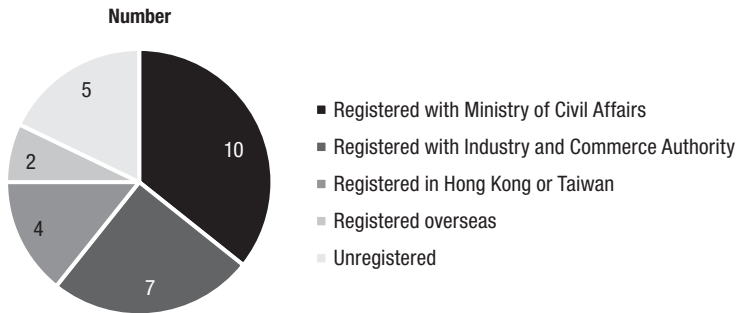 Number
5
10
2
4
7
Registered with Ministry of Civil Affairs
Registered with Industry and Commerce Authority
Registered in Hong Kong or Taiwan
Registered overseas
Unregistered